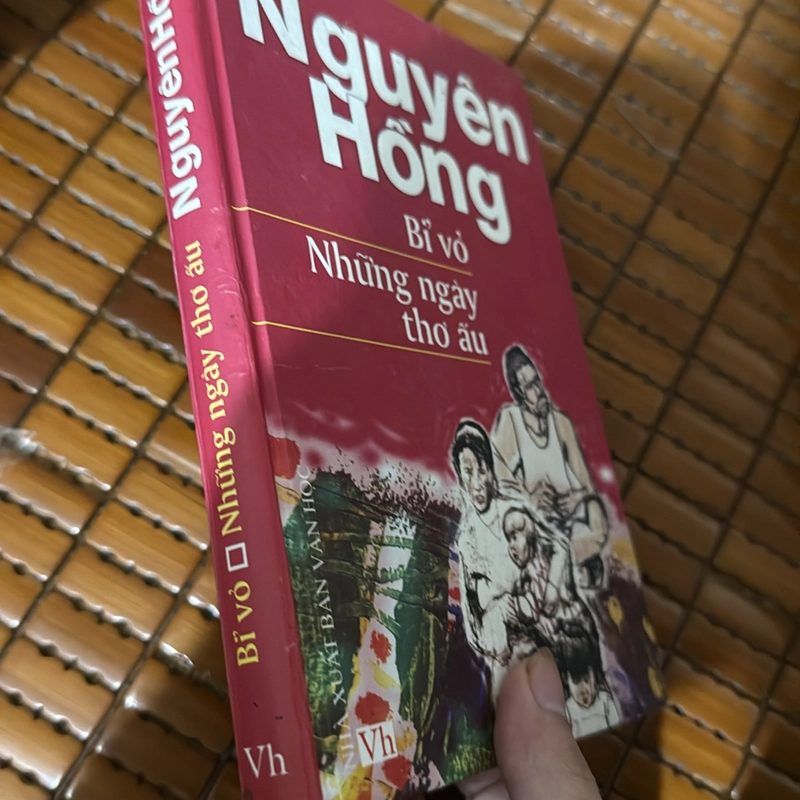 Nguyên
Hồng
Bỉ vỏ
Những ngày
thơ ấu
NHÀ XUẤT BẢN VĂN HỌC
Vh
Vh Bỉ vỏ □ Những ngày thơ ấu